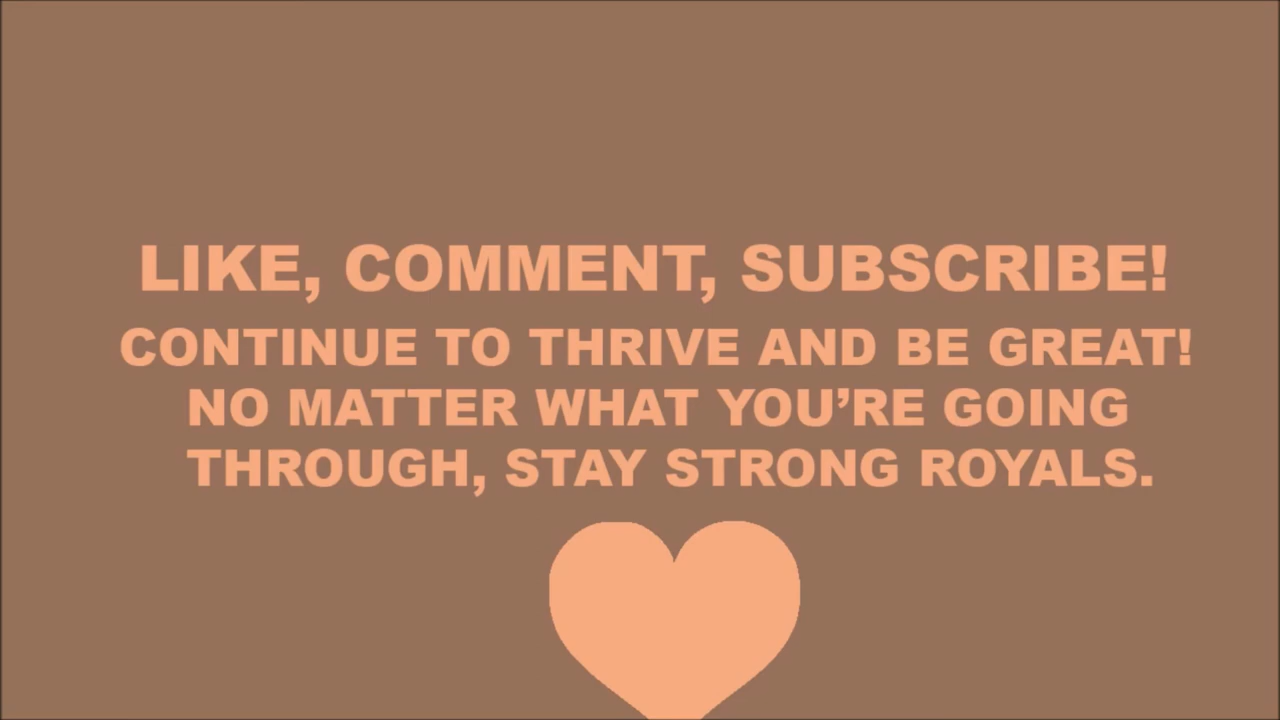 LIKE, COMMENT, SUBSCRIBE!
CONTINUE TO THRIVE AND BE GREAT!
NO MATTER WHAT YOU’RE GOING
THROUGH, STAY STRONG ROYALS.